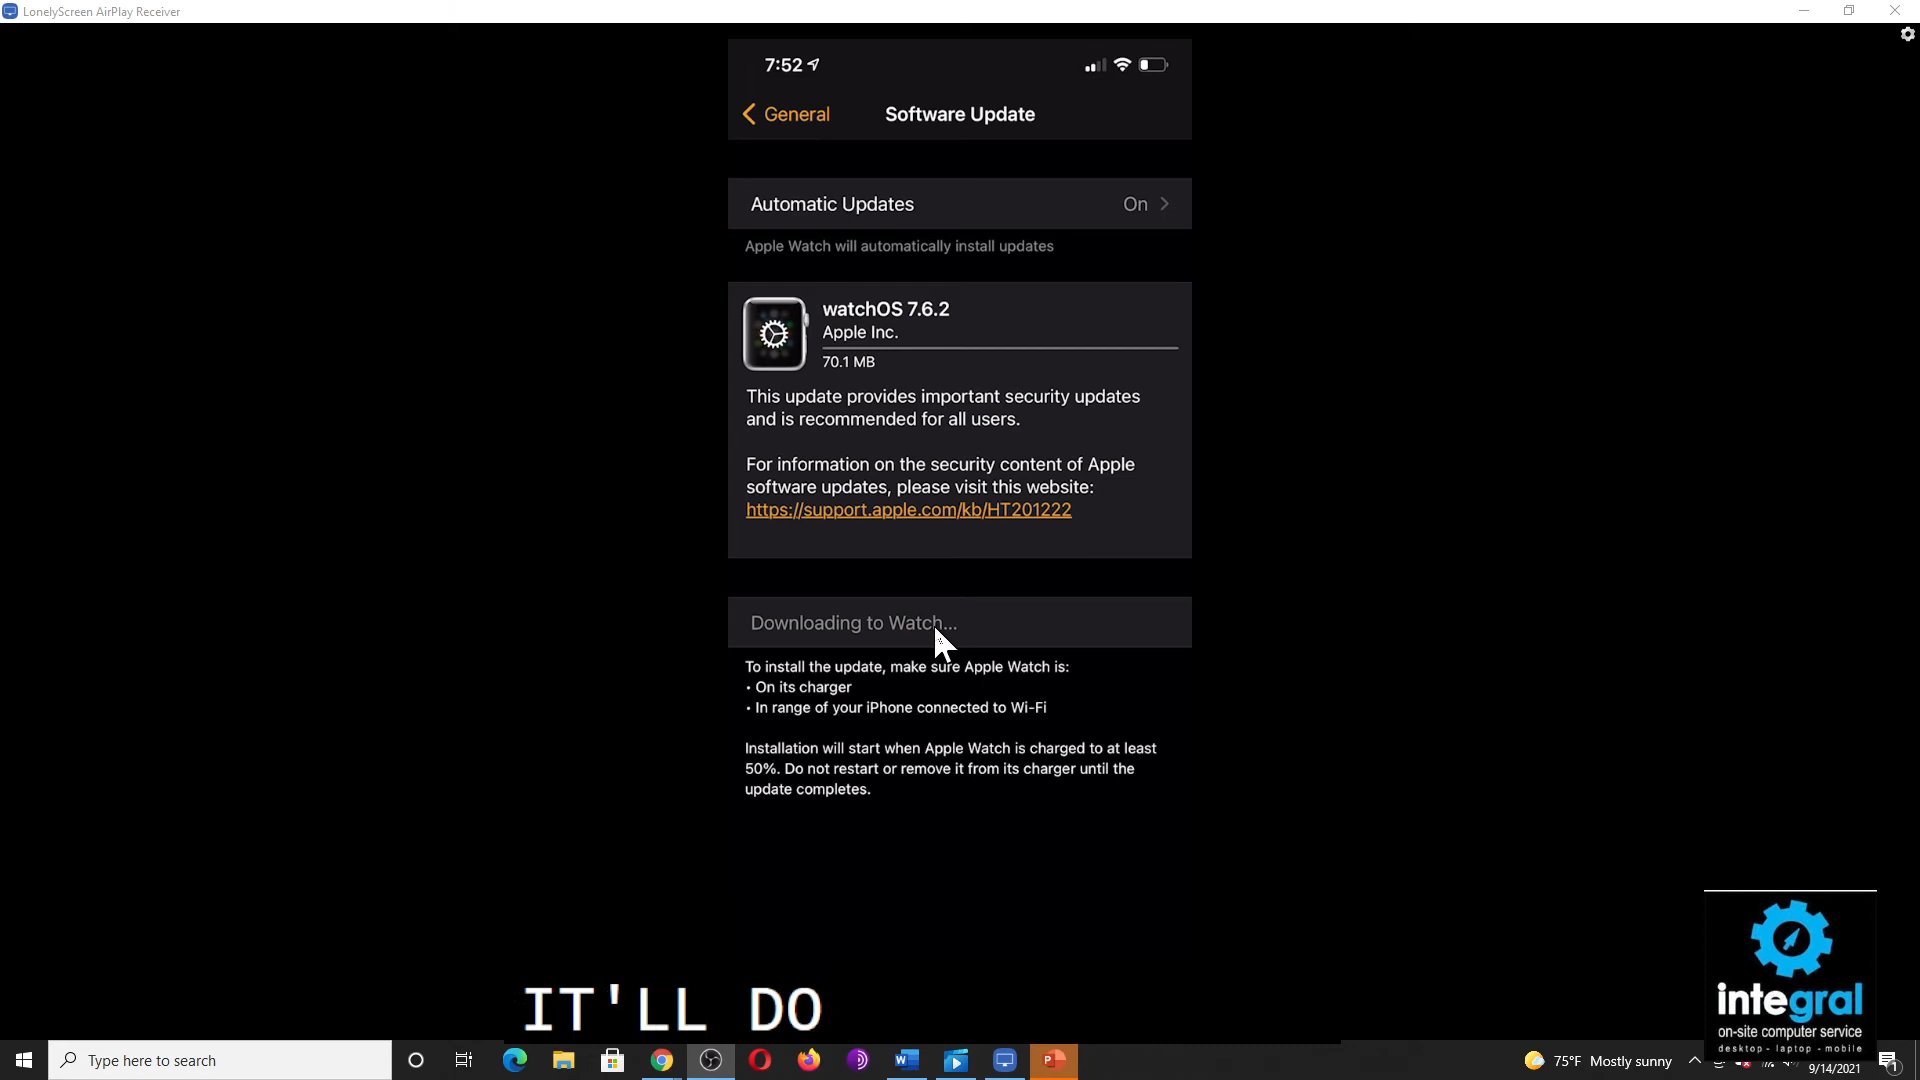 LonelyScreen AirPlay Receiver
7:52
General
Software Update
Automatic Updates
On
Apple Watch will automatically install updates
watchOS 7.6.2
Apple Inc.
70.1 MB
This update provides important security updates
and is recommended for all users.
For information on the security content of Apple
software updates, please visit this website:
https://support.apple.com/kb/HT201222
Downloading to Watch...
To install the update, make sure Apple Watch is:
• On its charger
• In range of your iPhone connected to Wi-Fi
Installation will start when Apple Watch is charged to at least
50%. Do not restart or remove it from its charger until the
update completes.
IT'LL DO
integral
on-site computer service
desktop - laptop - mobile
Type here to search
75°F Mostly sunny
9/14/2021
1